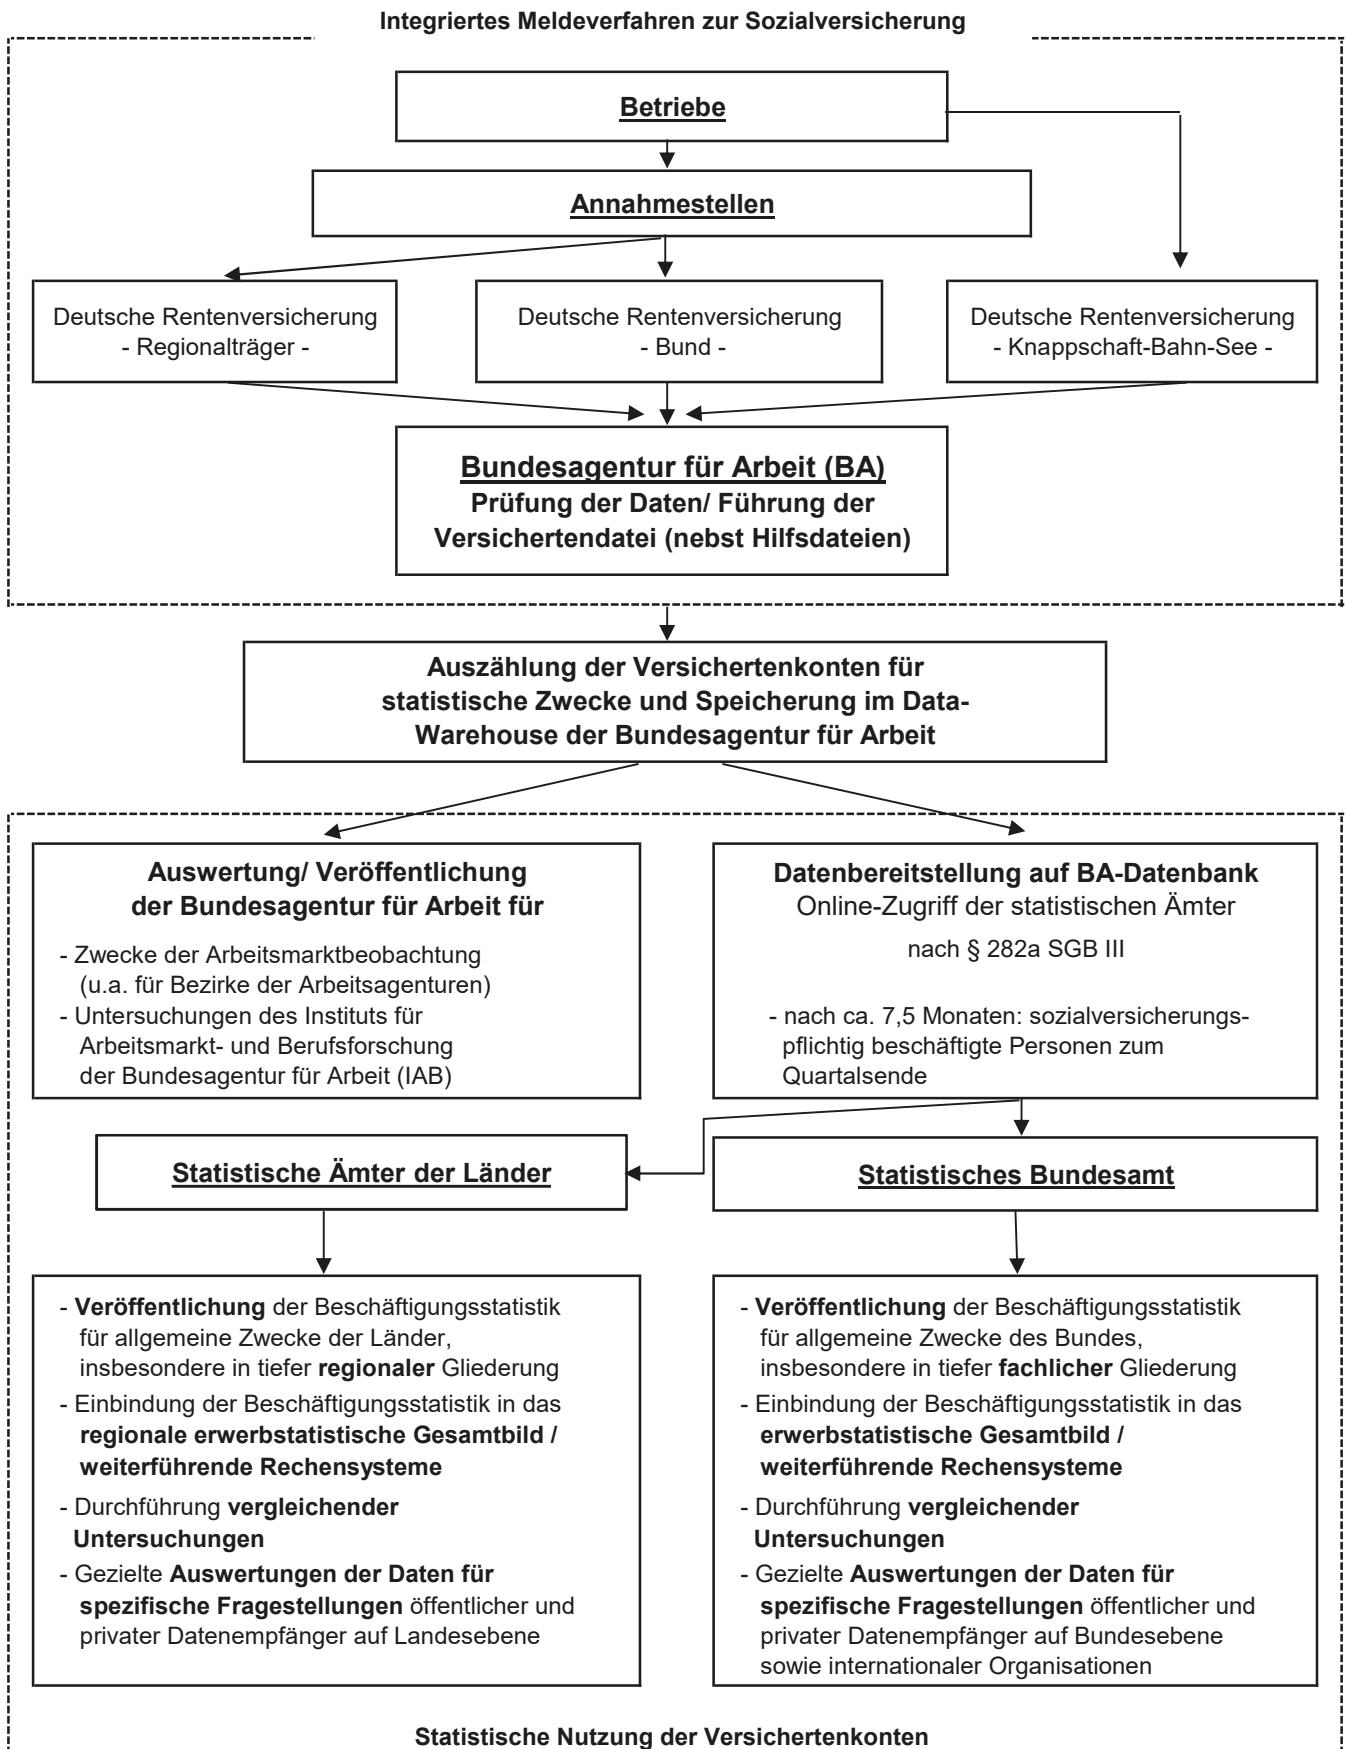 Integriertes Meldeverfahren zur Sozialversicherung
Betriebe
Annahmestellen
Deutsche Rentenversicherung
- Regionalträger -
Deutsche Rentenversicherung
- Bund -
Deutsche Rentenversicherung
- Knappschaft-Bahn-See -
Bundesagentur für Arbeit (BA)
Prüfung der Daten/ Führung der
Versichertendatei (nebst Hilfsdateien)
Auszählung der Versichertenkonten für
statistische Zwecke und Speicherung im Data-
Warehouse der Bundesagentur für Arbeit
Auswertung/ Veröffentlichung
der Bundesagentur für Arbeit für
- Zwecke der Arbeitsmarktbeobachtung
(u.a. für Bezirke der Arbeitsagenturen)
- Untersuchungen des Instituts für
Arbeitsmarkt- und Berufsforschung
der Bundesagentur für Arbeit (IAB)
Datenbereitstellung auf BA-Datenbank
Online-Zugriff der statistischen Ämter
nach § 282a SGB III
- nach ca. 7,5 Monaten: sozialversicherungs-
pflichtig beschäftigte Personen zum
Quartalsende
Statistische Ämter der Länder
Statistisches Bundesamt
- Veröffentlichung der Beschäftigungsstatistik
für allgemeine Zwecke der Länder,
insbesondere in tiefer regionaler Gliederung
- Einbindung der Beschäftigungsstatistik in das
regionale erwerbstatistische Gesamtbild /
weiterführende Rechensysteme
- Durchführung vergleichender
Untersuchungen
- Gezielte Auswertungen der Daten für
spezifische Fragestellungen öffentlicher und
privater Datenempfänger auf Landesebene
- Veröffentlichung der Beschäftigungsstatistik
für allgemeine Zwecke des Bundes,
insbesondere in tiefer fachlicher Gliederung
- Einbindung der Beschäftigungsstatistik in das
erwerbstatistische Gesamtbild /
weiterführende Rechensysteme
- Durchführung vergleichender
Untersuchungen
- Gezielte Auswertungen der Daten für
spezifische Fragestellungen öffentlicher und
privater Datenempfänger auf Bundesebene
sowie internationaler Organisationen
Statistische Nutzung der Versichertenkonten